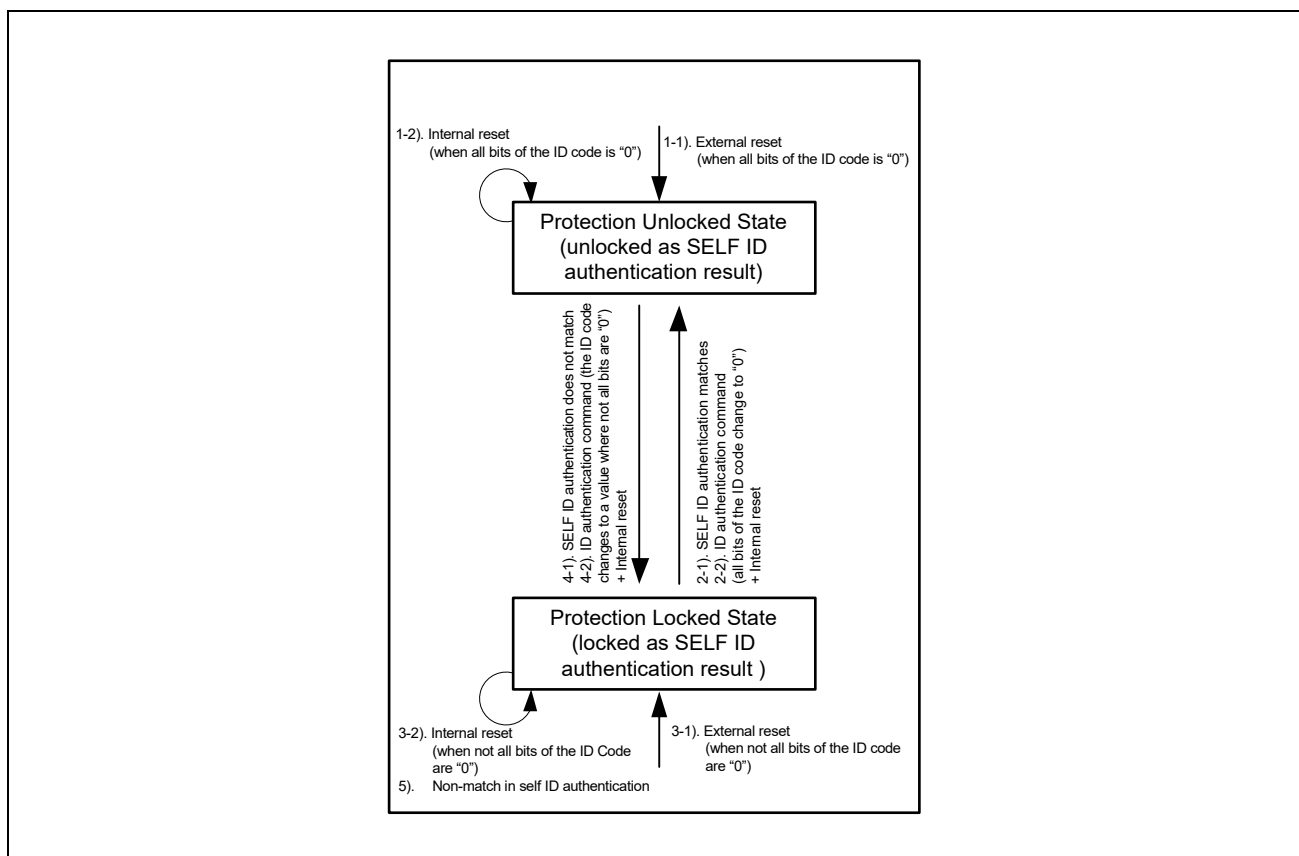 1-2). Internal reset
(when all bits of the ID code is “0”)
1-1). External reset
(when all bits of the ID code is “0”)
Protection Unlocked State
(unlocked as SELF ID
authentication result)
4-1). SELF ID authentication does not match
4-2). ID authentication command (the ID code
changes to a value where not all bits are “0”)
+ Internal reset
2-1). SELF ID authentication matches
2-2). ID authentication command
(all bits of the ID code change to “0”)
+ Internal reset
Protection Locked State
(locked as SELF ID
authentication result )
3-2). Internal reset
(when not all bits of the ID Code
are “0”)
5). Non-match in self ID authentication
3-1). External reset
(when not all bits of the ID code
are “0”)